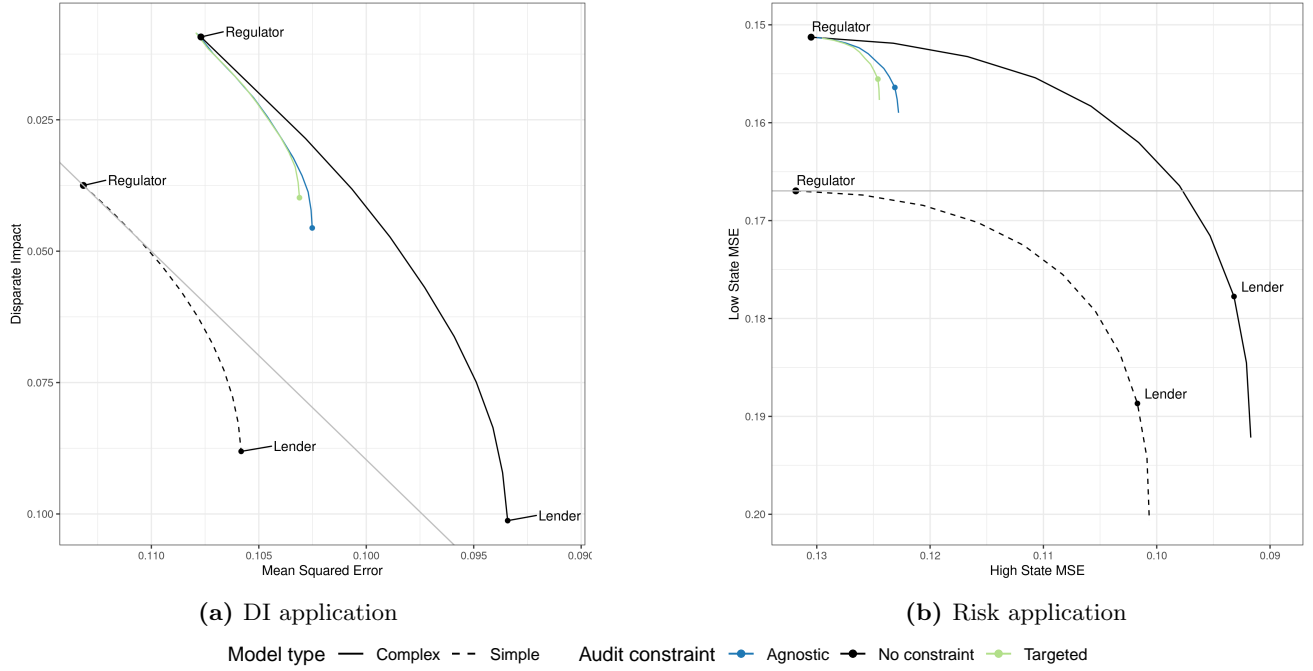 Regulator
0.025
Regulator
0.050
Disparate Impact
0.075
Lender
0.100
Lender
0.110
0.105
0.100
0.095
0.090
Mean Squared Error
(a) DI application
0.15
Regulator
0.16
Regulator
0.17
Low State MSE
0.18
Lender
0.19
Lender
0.20
0.13
0.12
0.11
0.10
0.09
High State MSE
(b) Risk application
Model type Complex Simple Audit constraint Agnostic No constraint Targeted